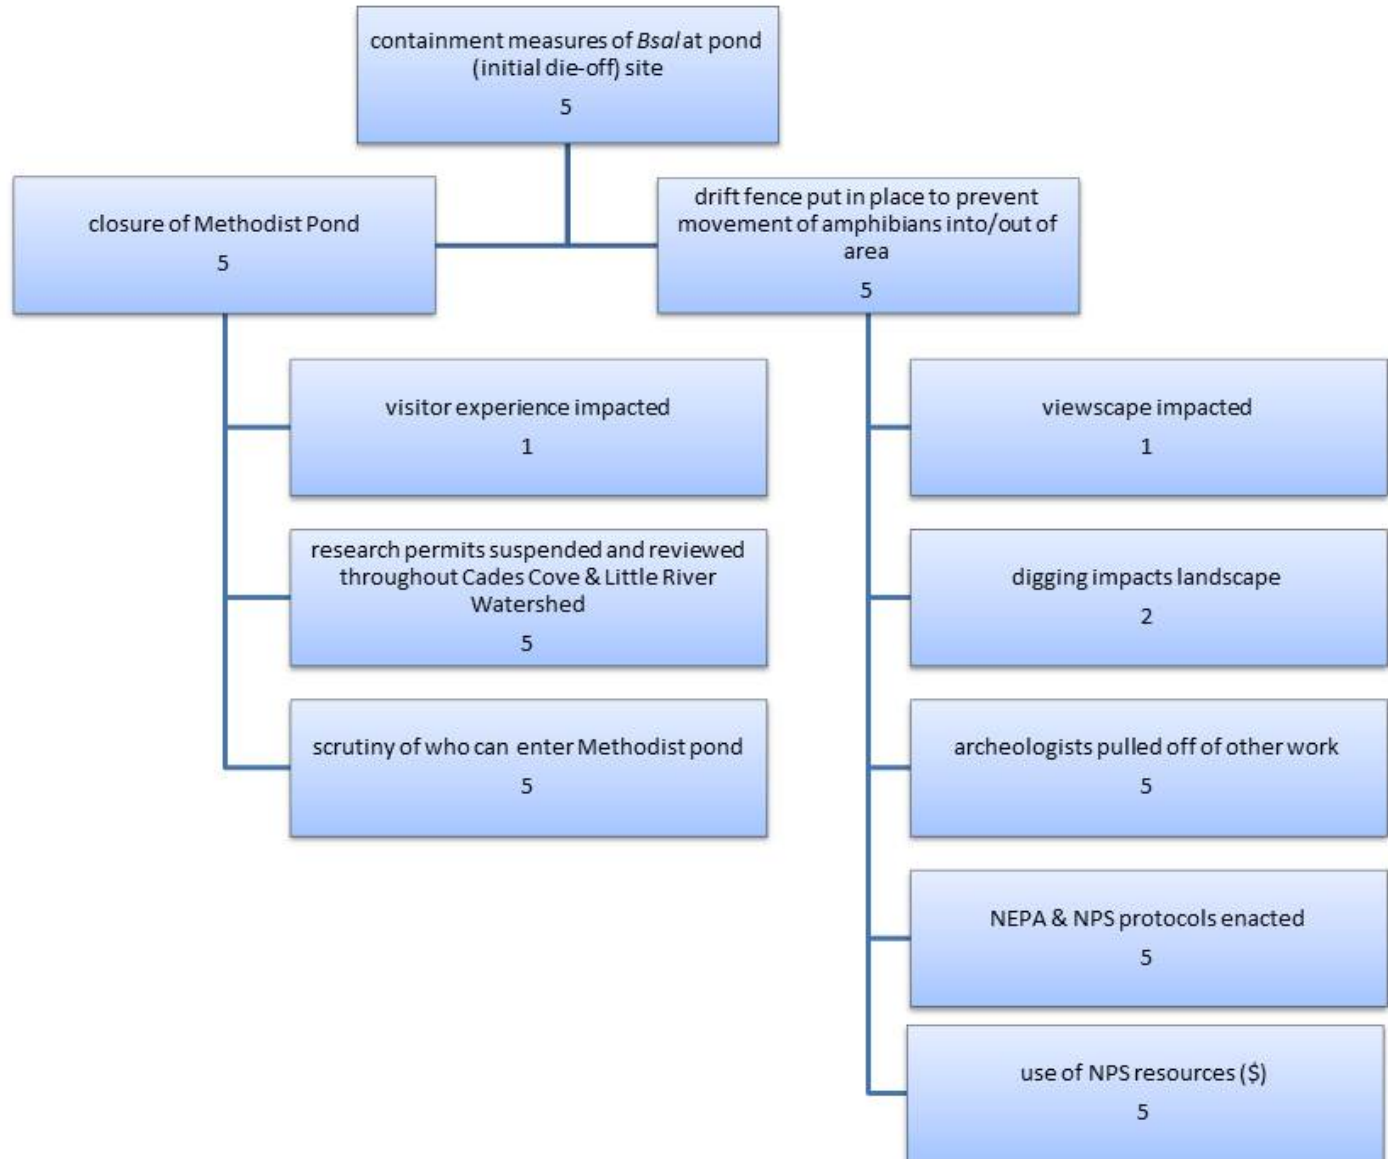 containment measures of Bsal at pond
(initial die-off) site
5
closure of Methodist Pond
5
drift fence put in place to prevent
movement of amphibians into/out of
area
5
visitor experience impacted
1
research permits suspended and reviewed
throughout Cades Cove & Little River
Watershed
5
scrutiny of who can enter Methodist pond
5
viewscape impacted
1
digging impacts landscape
2
archeologists pulled off of other work
5
NEPA & NPS protocols enacted
5
use of NPS resources ($)
5